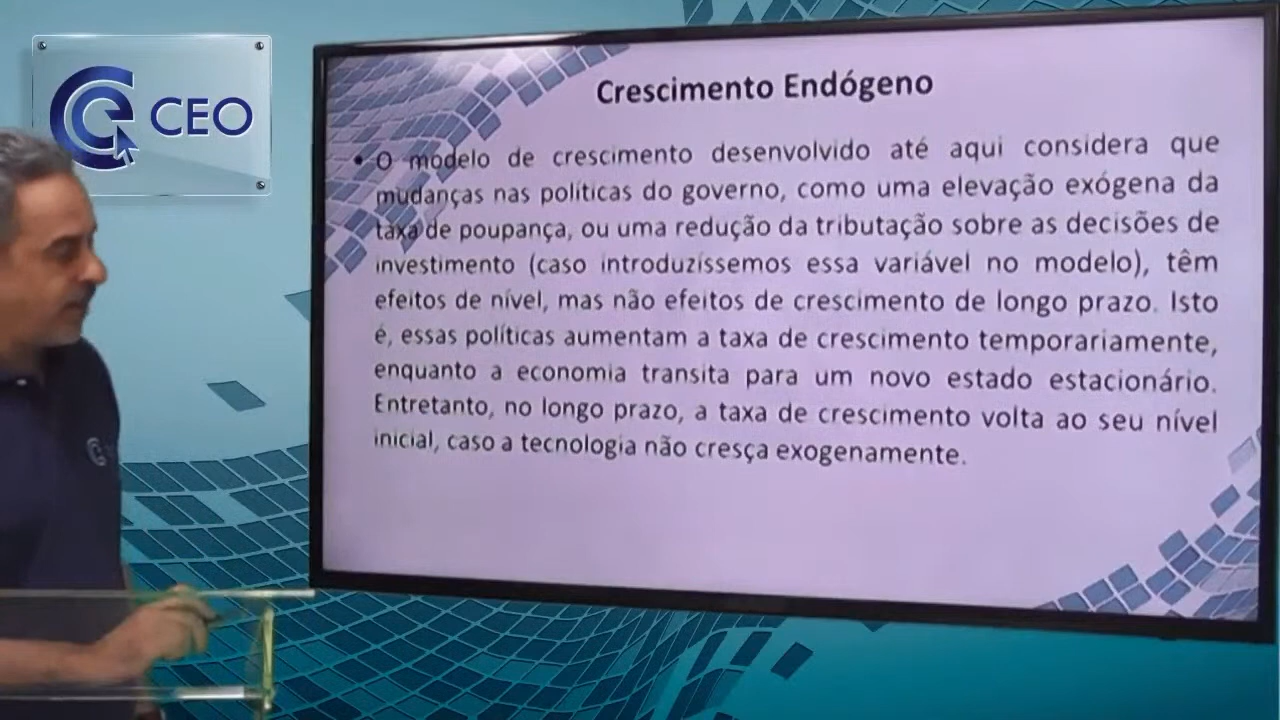 CEO
Crescimento Endógeno
• O modelo de crescimento desenvolvido até aqui considera que
mudanças nas políticas do governo, como uma elevação exógena da
taxa de poupança, ou uma redução da tributação sobre as decisões de
investimento (caso introduzíssemos essa variável no modelo), têm
efeitos de nível, mas não efeitos de crescimento de longo prazo. Isto
é, essas políticas aumentam a taxa de crescimento temporariamente,
enquanto a economia transita para um novo estado estacionário.
Entretanto, no longo prazo, a taxa de crescimento volta ao seu nível
inicial, caso a tecnologia não cresça exogenamente.